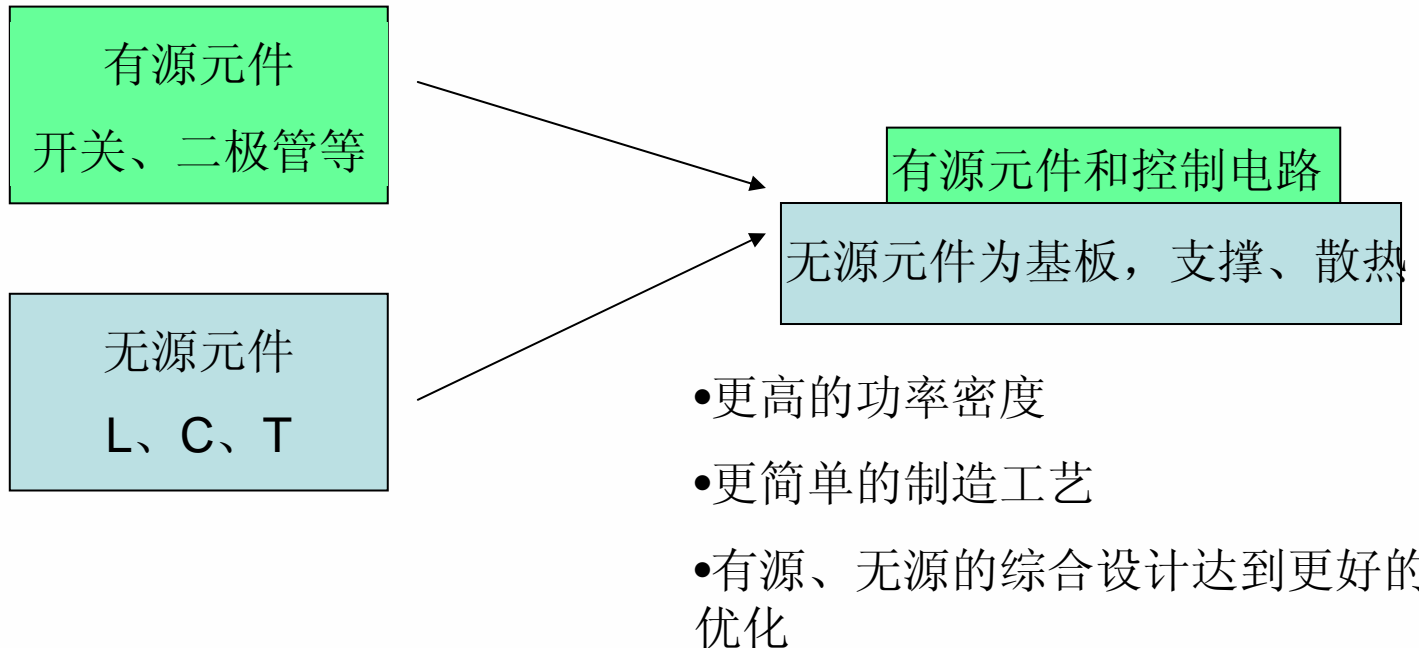 有源元件
开关、二极管等
无源元件
L、C、T
有源元件和控制电路
无源元件为基板，支撑、散热
•更高的功率密度
•更简单的制造工艺
•有源、无源的综合设计达到更好的
优化